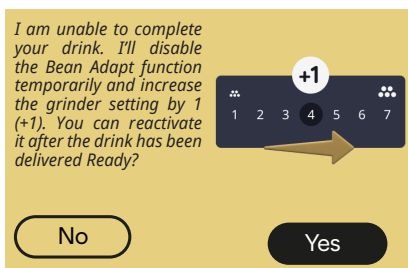 I am unable to complete
your drink. I'll disable
the Bean Adapt function
temporarily and increase
the grinder setting by 1
(+1). You can reactivate
it after the drink has been
delivered Ready?
+1
1 2 3 4 5 6 7
No
Yes